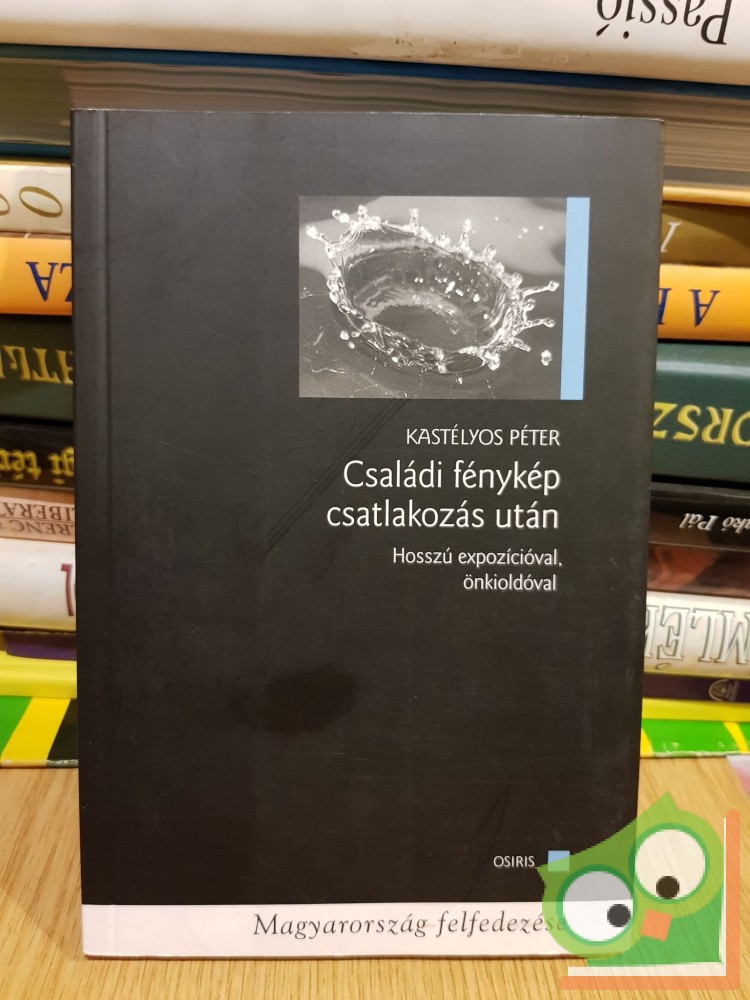 Passió
KASTÉLYOS PÉTER
Családi fénykép
csatlakozás után
Hosszú expozícióval,
önkioldóval
OSIRIS
Magyarország felfedezése